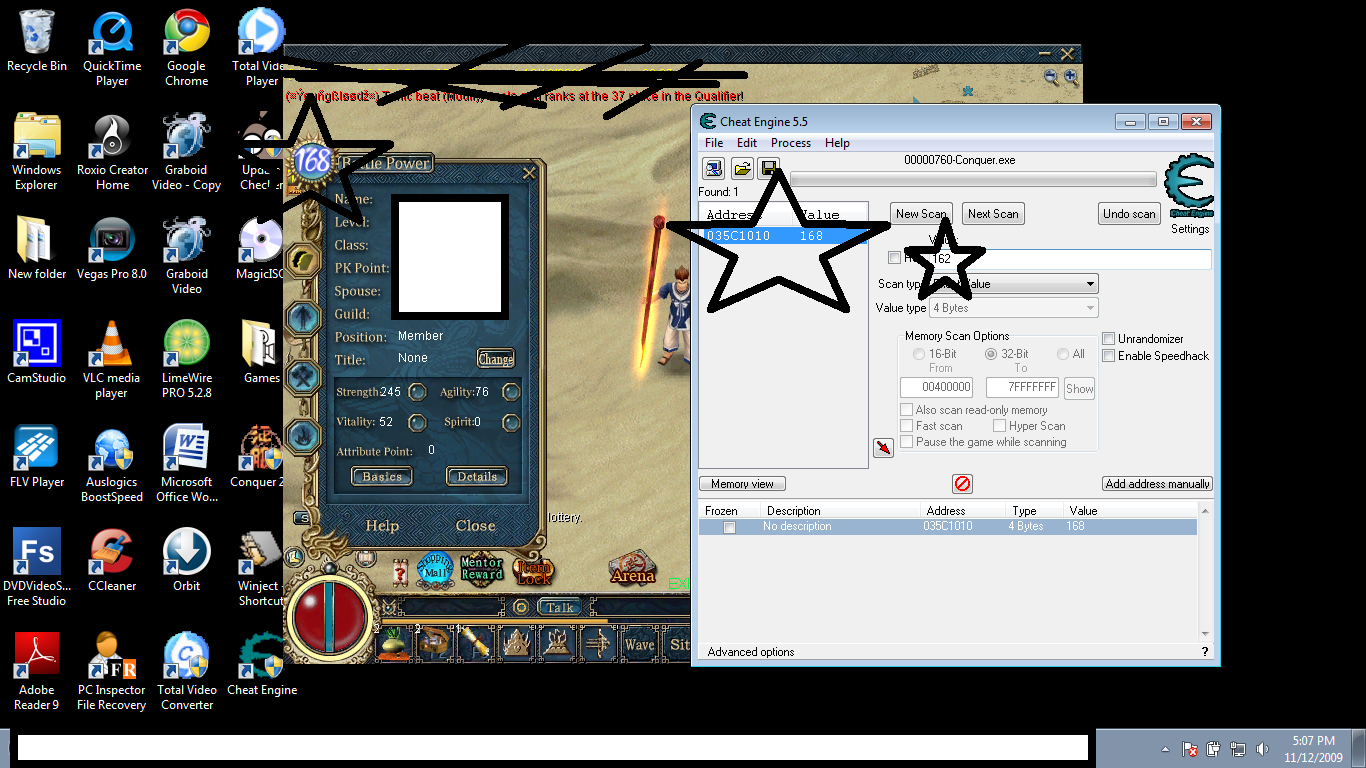 Recycle Bin
QuickTime Player
Google Chrome
Total Video Player
Windows Explorer
Roxio Creator Home
Graboid Video - Copy
New folder
Vegas Pro 8.0
Graboid Video
MagicISO
CamStudio
VLC media player
LimeWire PRO 5.2.8
Games
FLV Player
Auslogics BoostSpeed
Microsoft Office Wo...
Conquer 2
DVDVideoS... Free Studio
CCleaner
Orbit
Winject Shortcut
Adobe Reader 9
PC Inspector File Recovery
Total Video Converter
Cheat Engine
ranks at the 37 place in the Qualifier!
168
Battle Power
Name:
Level:
Class:
PK Point:
Spouse:
Guild:
Position: Member
Title: None Change
Strength: 245 Agility: 76
Vitality: 52 Spirit: 0
Attribute Point: 0
Basics Details
Help Close
lottery.
Shopping Mall
Mentor Reward
Item Lock
Arena
Talk
2 2 1
Wave Sit
Cheat Engine 5.5
File Edit Process Help
00000760-Conquer.exe
Found: 1
Address Value
035C1010 168
New Scan Next Scan Undo scan
Cheat Engine
Settings
162
Scan type Value
Value type 4 Bytes
Memory Scan Options
16-Bit 32-Bit All
From To
00400000 7FFFFFFF Show
Also scan read-only memory
Fast scan Hyper Scan
Pause the game while scanning
Unrandomizer
Enable Speedhack
Memory view Add address manually
Frozen Description Address Type Value
No description 035C1010 4 Bytes 168
Advanced options ?
5:07 PM
11/12/2009